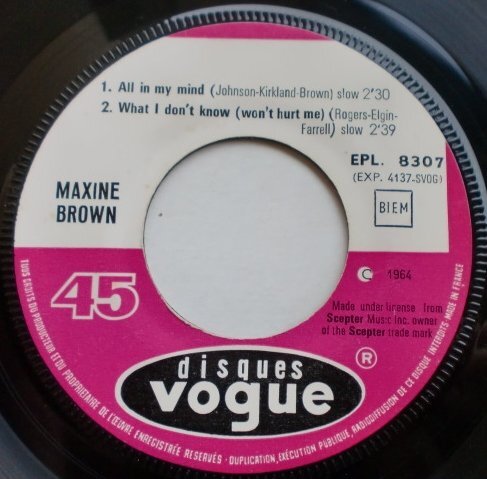 1. All in my mind (Johnson-Kirkland-Brown) slow 2'30
2. What I don't know (won't hurt me) (Rogers-Elgin-
Farrell) slow 2'39
EPL. 8307
(EXP. 4137-SVOG)
BIEM
MAXINE
BROWN
45
℗ 1964
Made under license from
Scepter Music Inc. owner
of the Scepter trade mark
disques
vogue
®
TOUS DROITS DU PRODUCTEUR ET DU PROPRIETAIRE DE L'ŒUVRE ENREGISTRÉE RESERVÉS · DUPLICATION, EXÉCUTION PUBLIQUE, RADIODIFFUSION DE CE DISQUE INTERDITS MADE IN FRANCE